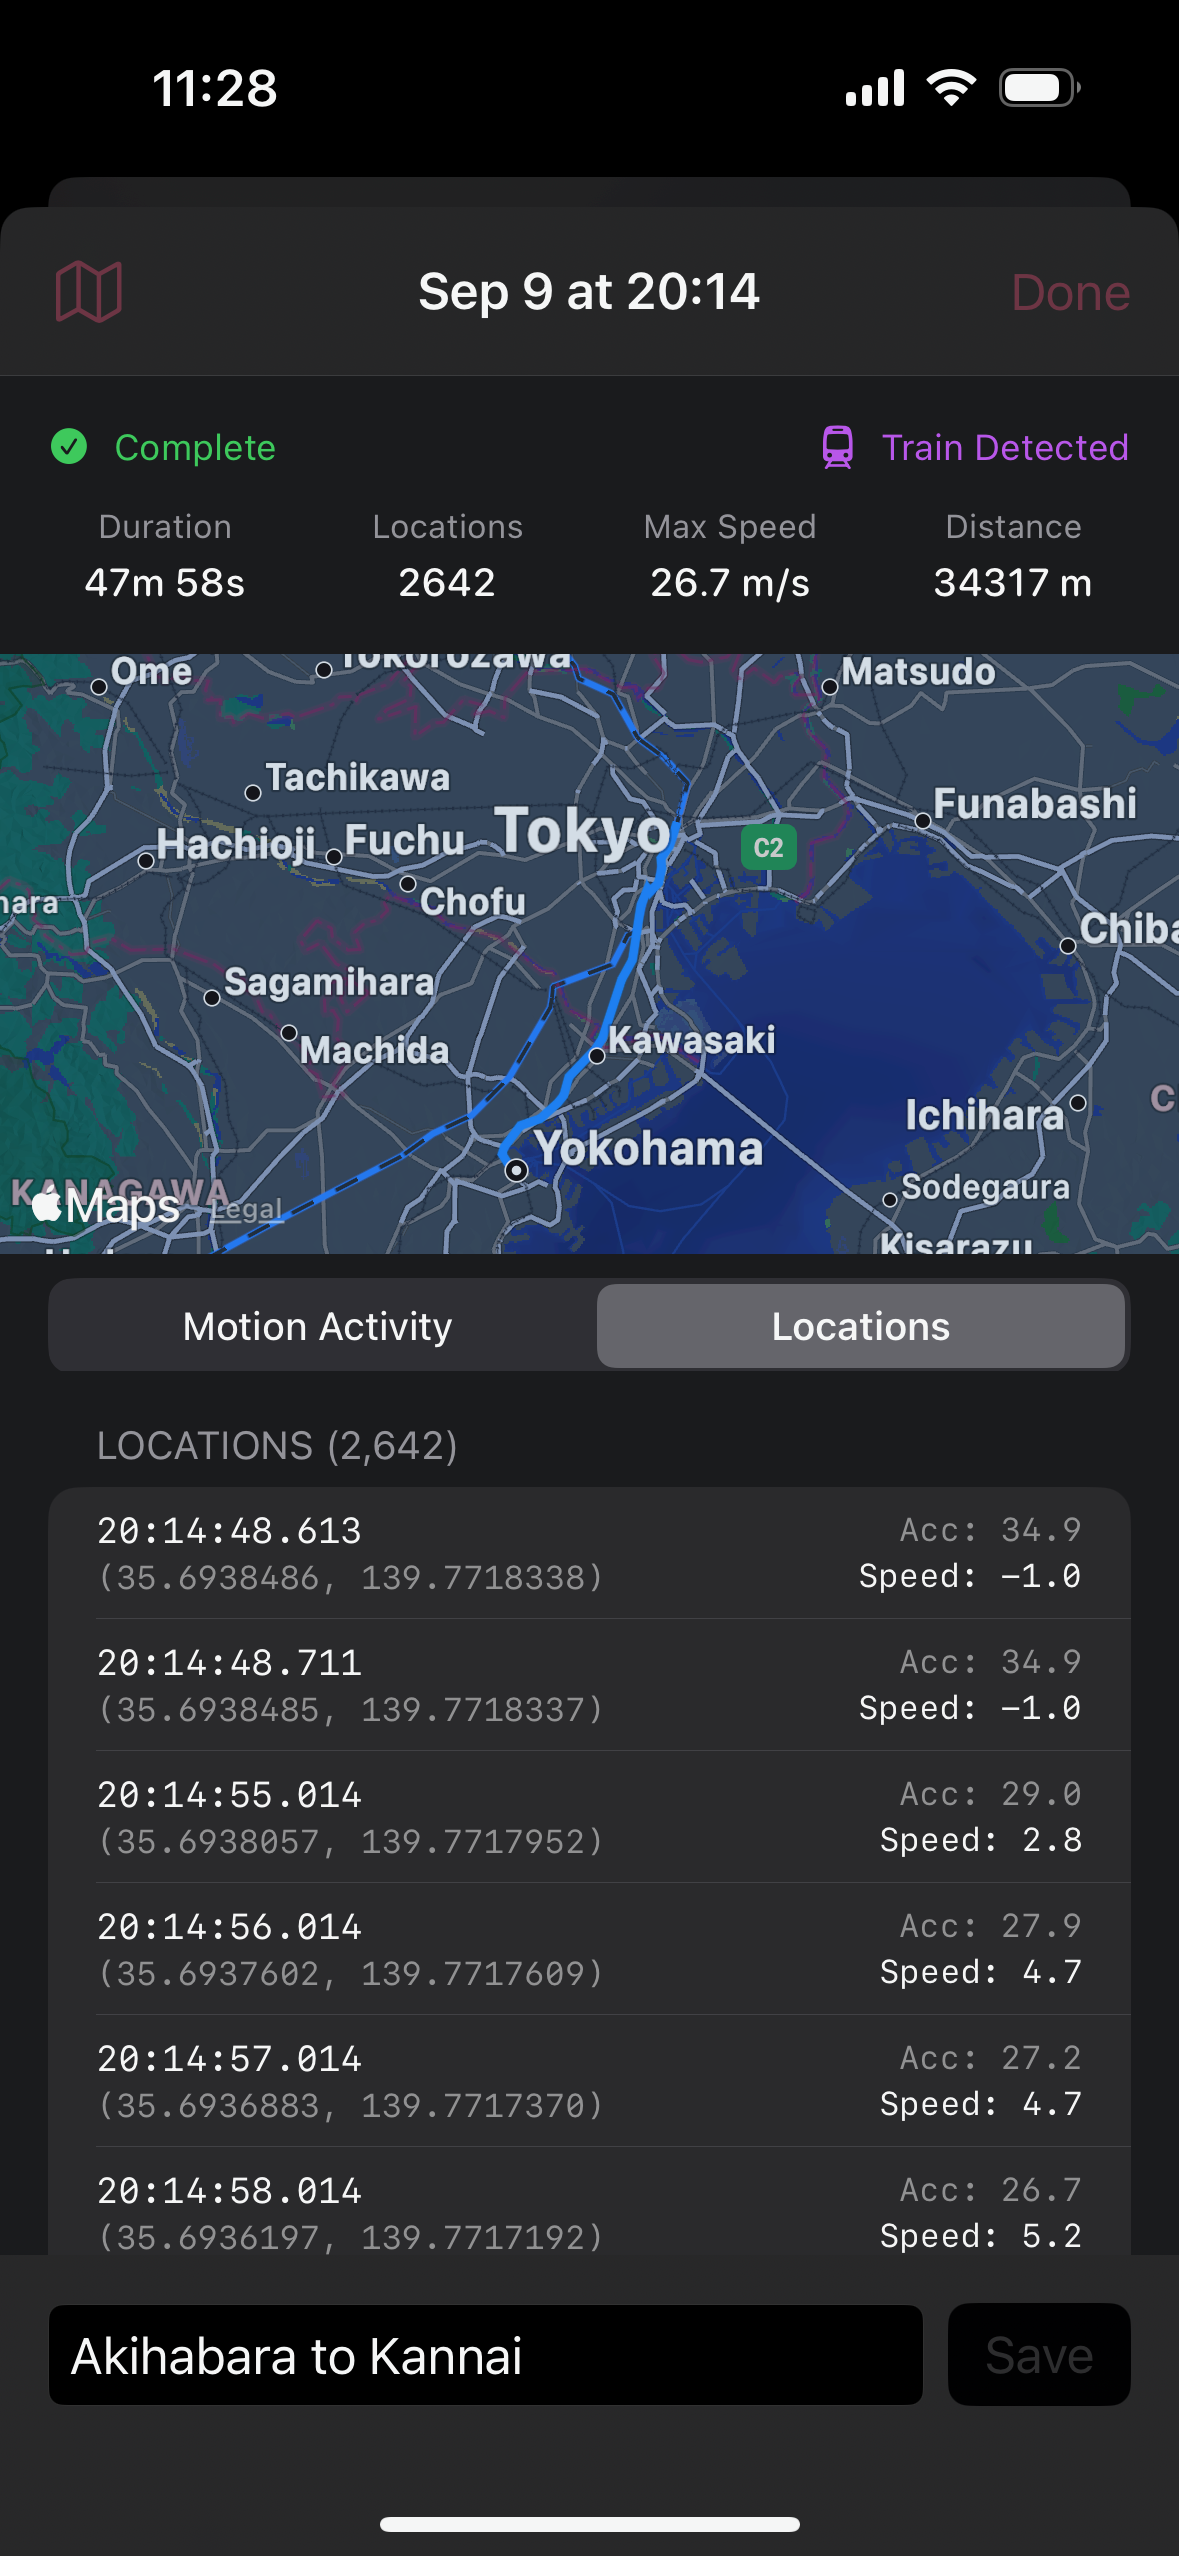 11:28
Sep 9 at 20:14
Done
Complete
Train Detected
Duration
Locations
Max Speed
Distance
47m 58s
2642
26.7 m/s
34317 m
Ome
Tokorozawa
Matsudo
Tachikawa
Funabashi
Tokyo
C2
Hachioji
Fuchu
Chofu
hara
Chiba
Sagamihara
Machida
Kawasaki
C
Ichihara
Yokohama
KANAGAWA
Maps
Legal
Sodegaura
Kisarazu
Motion Activity
Locations
LOCATIONS (2,642)
20:14:48.613
Acc: 34.9
(35.6938486, 139.7718338)
Speed: −1.0
20:14:48.711
Acc: 34.9
(35.6938485, 139.7718337)
Speed: −1.0
20:14:55.014
Acc: 29.0
(35.6938057, 139.7717952)
Speed: 2.8
20:14:56.014
Acc: 27.9
(35.6937602, 139.7717609)
Speed: 4.7
20:14:57.014
Acc: 27.2
(35.6936883, 139.7717370)
Speed: 4.7
20:14:58.014
Acc: 26.7
(35.6936197, 139.7717192)
Speed: 5.2
Akihabara to Kannai
Save